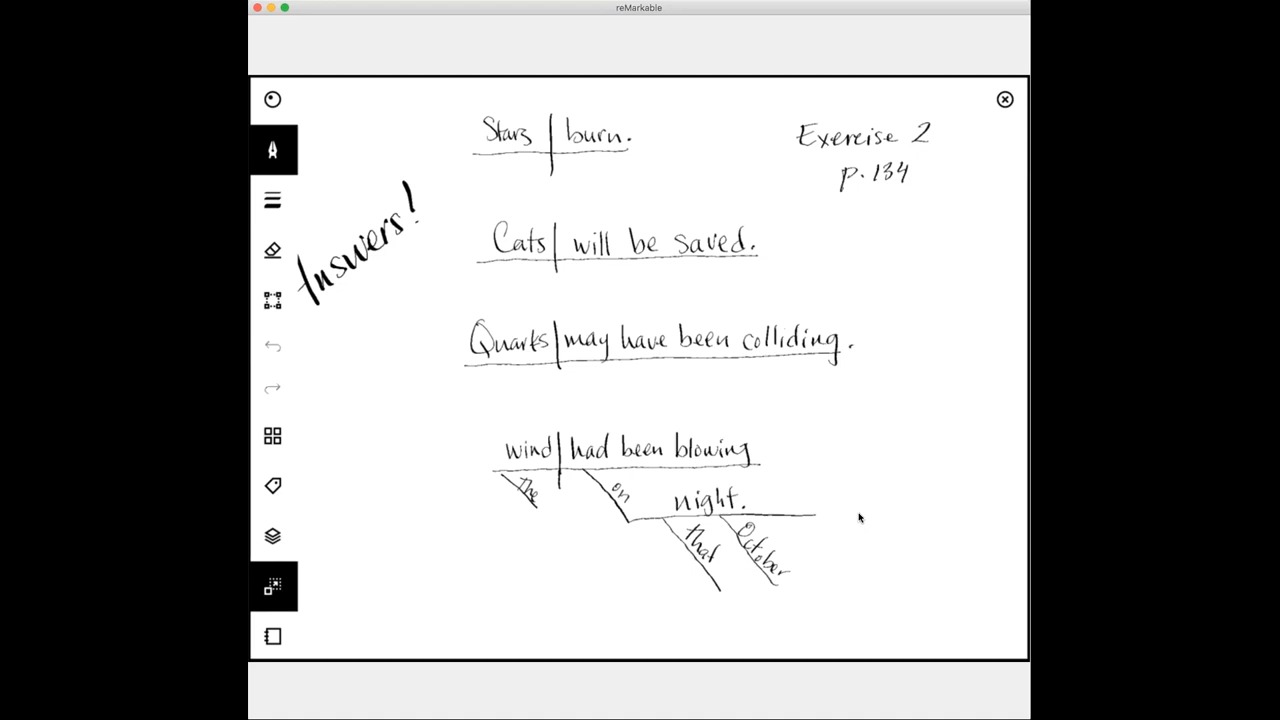 reMarkable
Stars burn.
Exercise 2
p. 134
Answers!
Cats will be saved.
Quarks may have been colliding.
wind had been blowing
The on
night.
that October